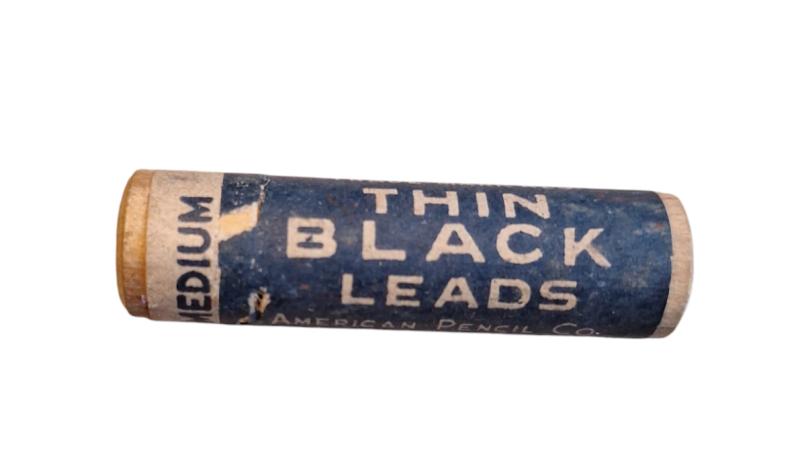 MEDIUM
THIN
BLACK
LEADS
AMERICAN PENCIL CO.